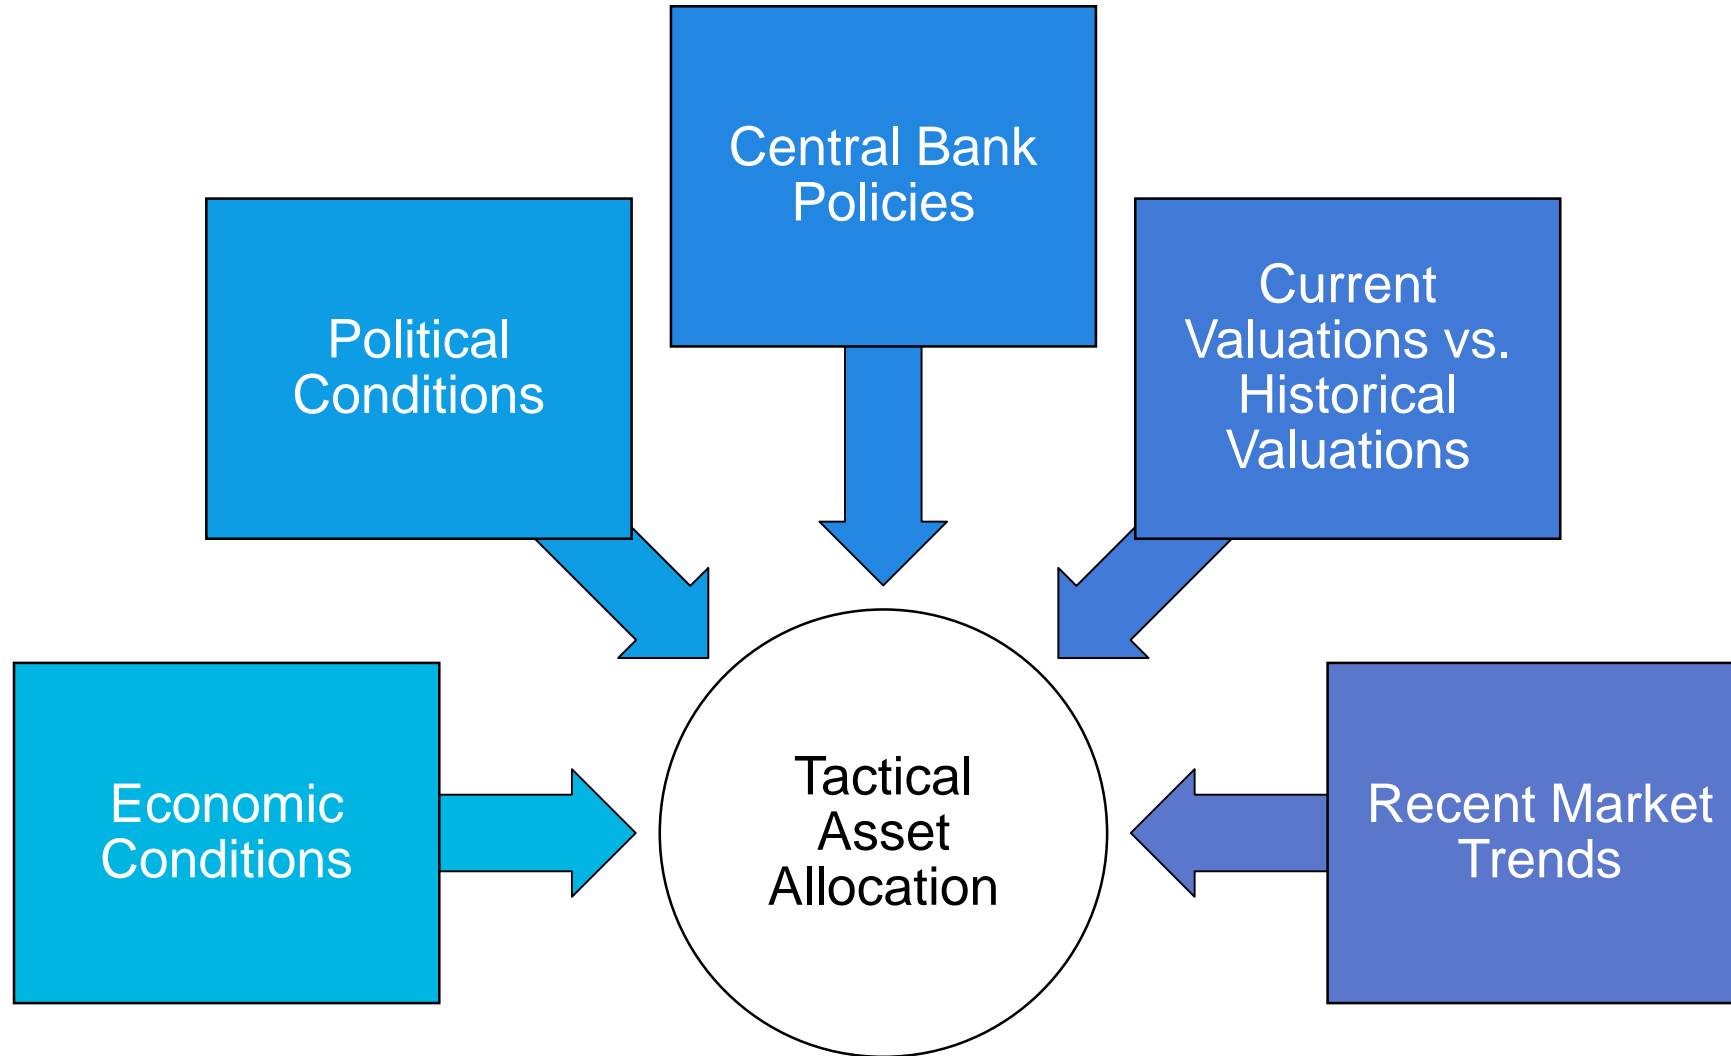 Central Bank
Policies
Political
Conditions
Current
Valuations vs.
Historical
Valuations
Economic
Conditions
Tactical
Asset
Allocation
Recent Market
Trends